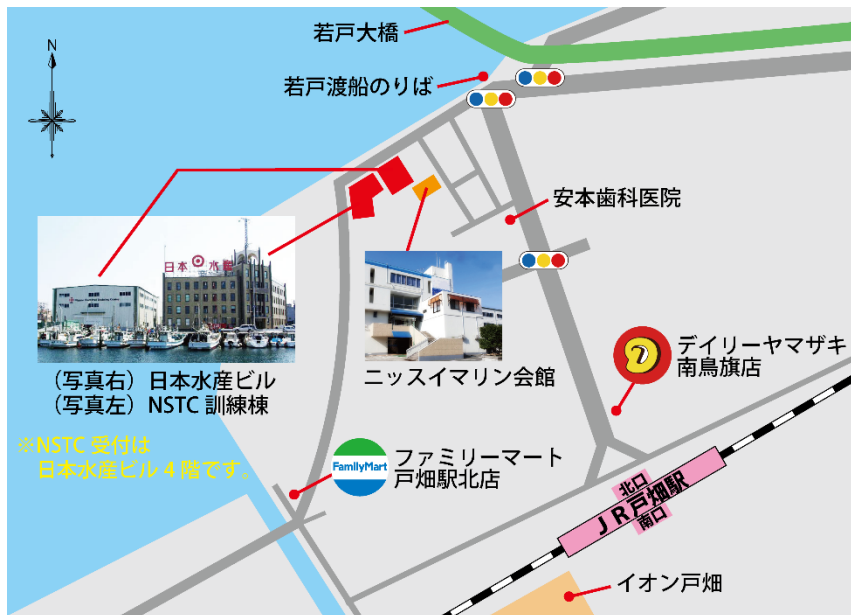 若戸大橋
N
若戸渡船のりば
安本歯科医院
日本水産
デイリーヤマザキ
南鳥旗店
ニッスイマリン会館
（写真右）日本水産ビル
（写真左）NSTC 訓練棟
※NSTC 受付は
日本水産ビル 4 階です。
FamilyMart
ファミリーマート
戸畑駅北店
北口
JR戸畑駅
南口
イオン戸畑